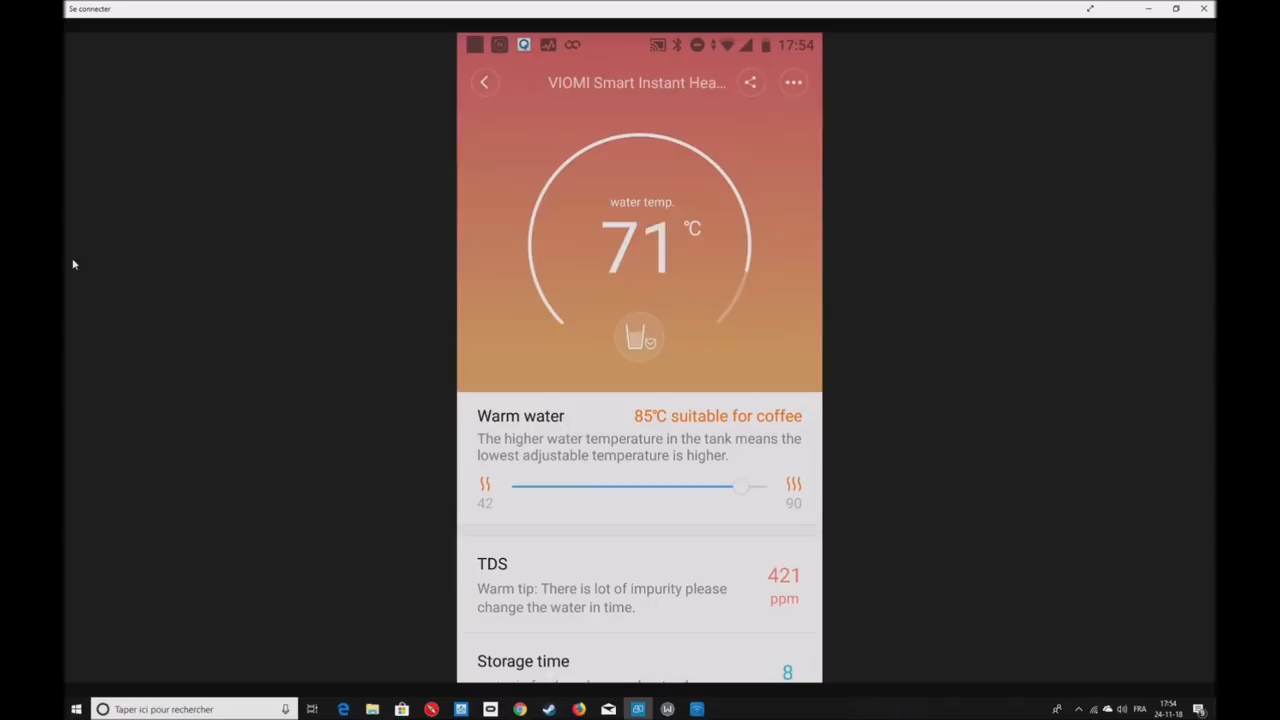 Se connecter
17:54
VIOMI Smart Instant Hea...
water temp.
71 °C
Warm water
85℃ suitable for coffee
The higher water temperature in the tank means the
lowest adjustable temperature is higher.
42
90
TDS
Warm tip: There is lot of impurity please
change the water in time.
421
ppm
Storage time
8
Taper ici pour rechercher
FRA
17:54
24-11-18